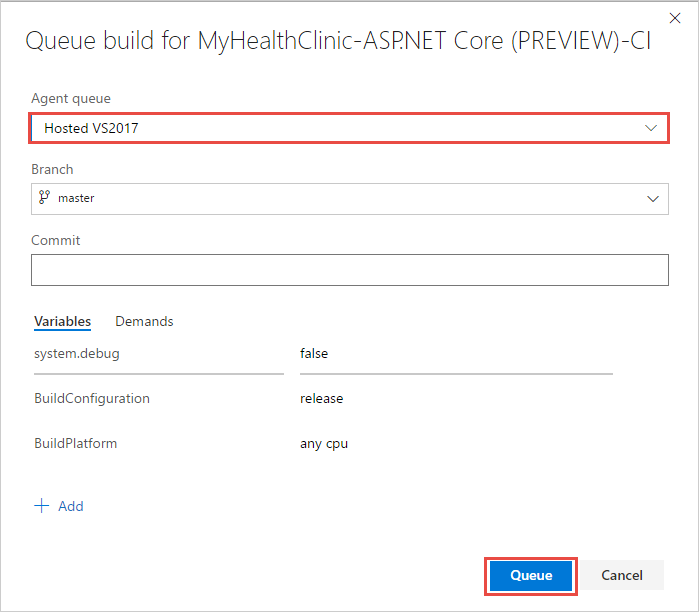 Queue build for MyHealthClinic-ASP.NET Core (PREVIEW)-CI
Agent queue
Hosted VS2017
Branch
master
Commit
Variables Demands
system.debug false
BuildConfiguration release
BuildPlatform any cpu
Add
Queue Cancel